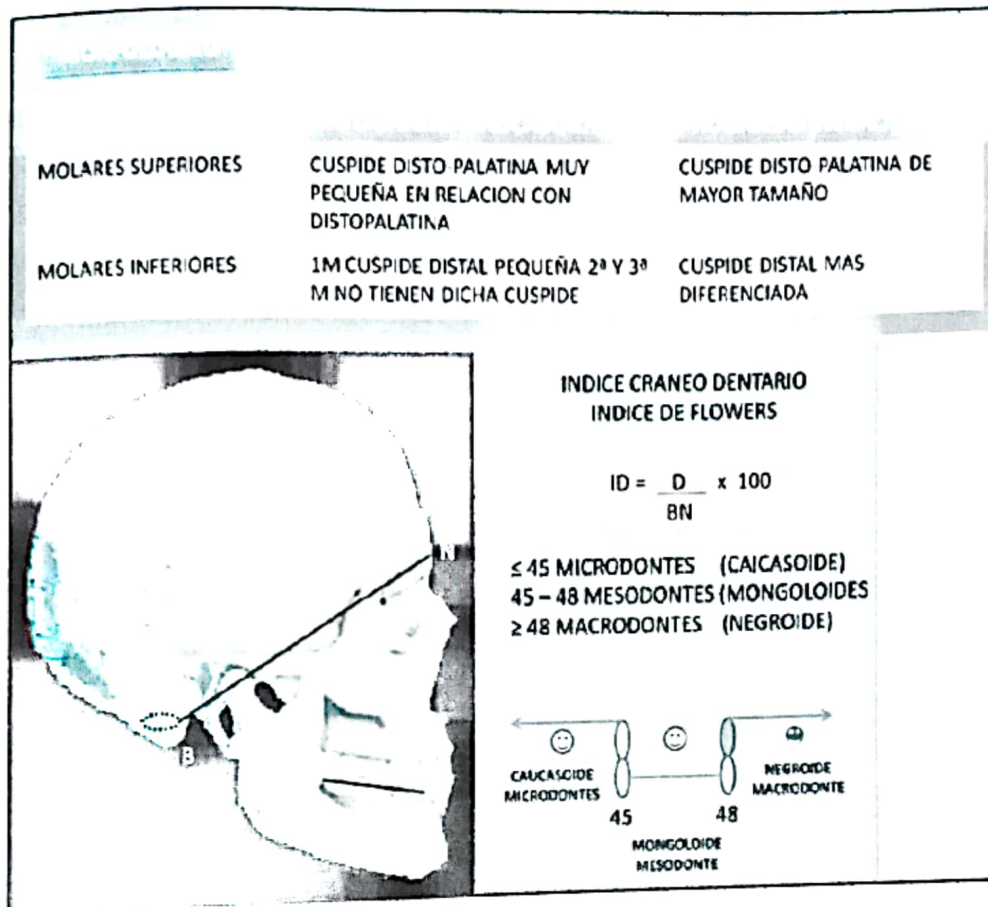 MOLARES SUPERIORES
CUSPIDE DISTO PALATINA MUY
PEQUEÑA EN RELACION CON
DISTOPALATINA
CUSPIDE DISTO PALATINA DE
MAYOR TAMAÑO
MOLARES INFERIORES
1M CUSPIDE DISTAL PEQUEÑA 2ª Y 3ª
M NO TIENEN DICHA CUSPIDE
CUSPIDE DISTAL MAS
DIFERENCIADA
INDICE CRANEO DENTARIO
INDICE DE FLOWERS
ID = D x 100
BN
≤ 45 MICRODONTES (CAICASOIDE)
45 – 48 MESODONTES (MONGOLOIDES
≥ 48 MACRODONTES (NEGROIDE)
N
B
CAUCASOIDE
MICRODONTES
NEGROIDE
MACRODONTE
45
48
MONGOLOIDE
MESODONTE